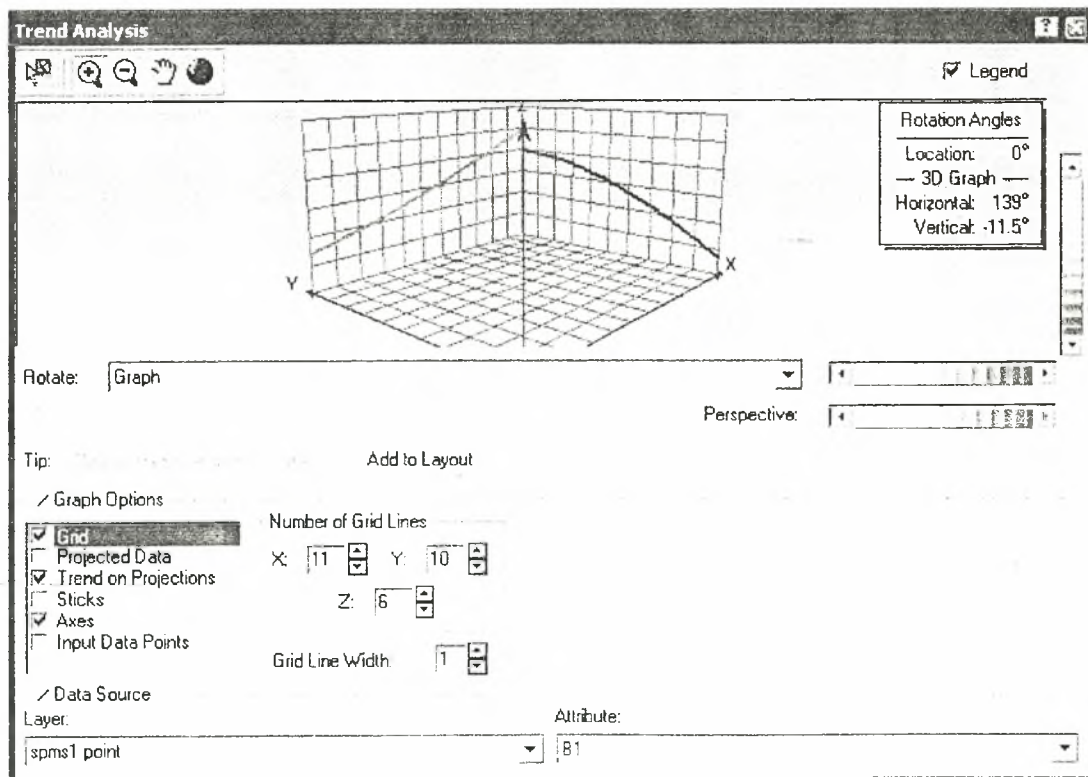 Trend Analysis
Legend
Z
Rotation Angles
Location: 0°
3D Graph
Horizontal: 139°
Vertical: -11.5°
Y
X
Rotate: Graph
Perspective:
Tip:
Add to Layout
Graph Options
Grid
Projected Data
Trend on Projections
Sticks
Axes
Input Data Points
Number of Grid Lines
X: 11 Y: 10
Z: 6
Grid Line Width: 1
Data Source
Layer: Attribute:
spms1 point B1